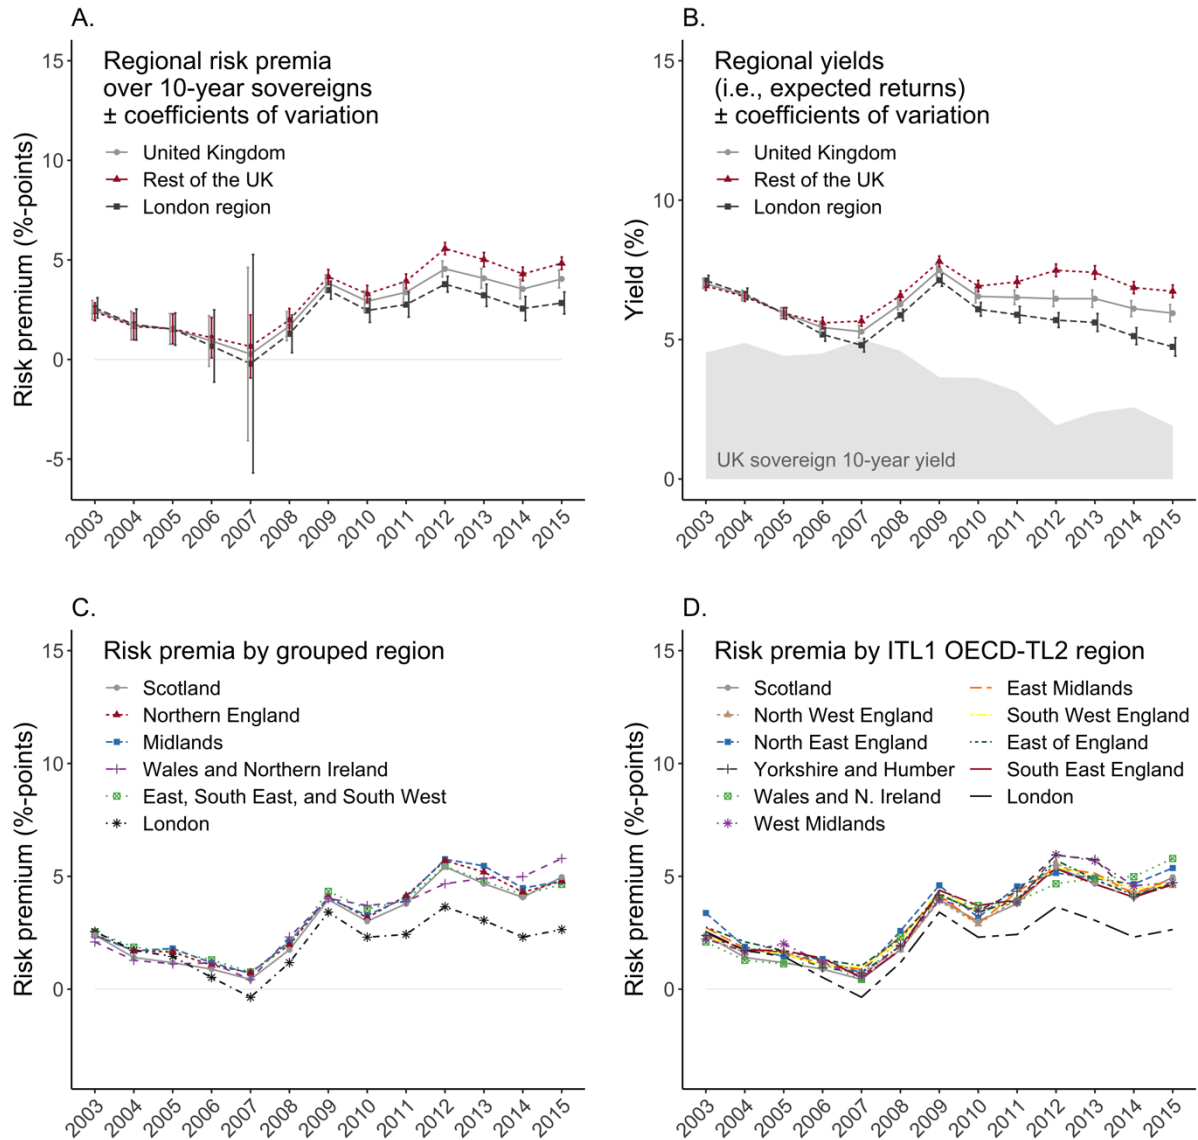 A.
Regional risk premia
over 10-year sovereigns
± coefficients of variation
United Kingdom
Rest of the UK
London region
Risk premium (%-points)
15
10
5
0
-5
2003 2004 2005 2006 2007 2008 2009 2010 2011 2012 2013 2014 2015
B.
Regional yields
(i.e., expected returns)
± coefficients of variation
United Kingdom
Rest of the UK
London region
Yield (%)
15
10
5
0
UK sovereign 10-year yield
2003 2004 2005 2006 2007 2008 2009 2010 2011 2012 2013 2014 2015
C.
Risk premia by grouped region
Scotland
Northern England
Midlands
Wales and Northern Ireland
East, South East, and South West
London
Risk premium (%-points)
15
10
5
0
2003 2004 2005 2006 2007 2008 2009 2010 2011 2012 2013 2014 2015
D.
Risk premia by ITL1 OECD-TL2 region
Scotland
North West England
North East England
Yorkshire and Humber
Wales and N. Ireland
West Midlands
East Midlands
South West England
East of England
South East England
London
Risk premium (%-points)
15
10
5
0
2003 2004 2005 2006 2007 2008 2009 2010 2011 2012 2013 2014 2015